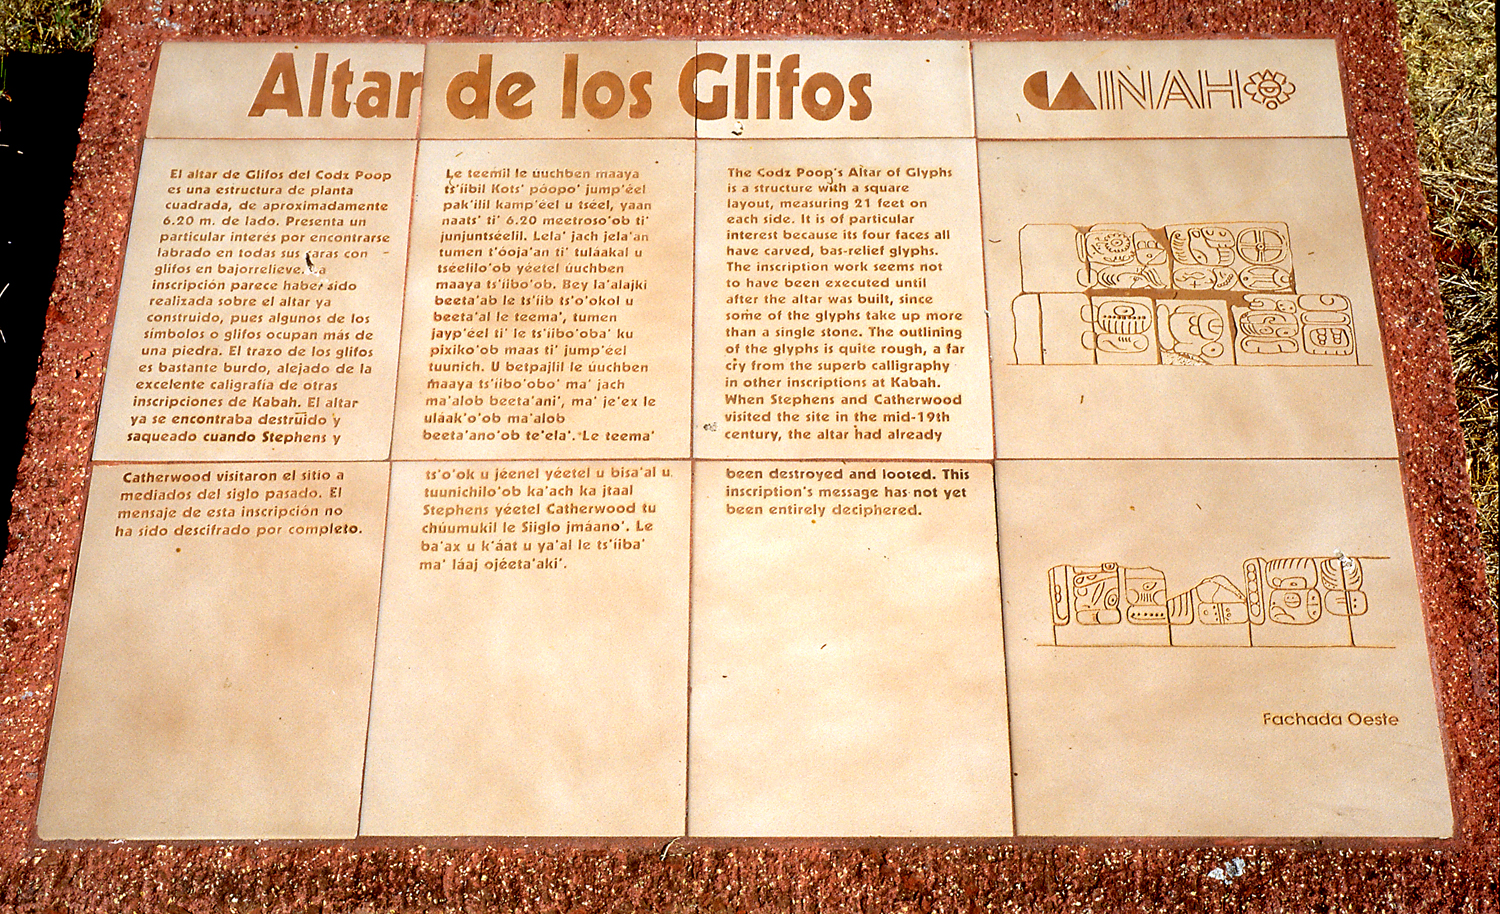 Altar de los Glifos
CA INAH
El altar de Glifos del Codz Poop
es una estructura de planta
cuadrada, de aproximadamente
6.20 m. de lado. Presenta un
particular interés por encontrarse
labrado en todas sus caras con
glifos en bajorrelieve. La
inscripción parece haber sido
realizada sobre el altar ya
construido, pues algunos de los
símbolos o glifos ocupan más de
una piedra. El trazo de los glifos
es bastante burdo, alejado de la
excelente caligrafía de otras
inscripciones de Kabah. El altar
ya se encontraba destruido y
saqueado cuando Stephens y
Catherwood visitaron el sitio a
mediados del siglo pasado. El
mensaje de esta inscripción no
ha sido descifrado por completo.
Le teemil le úuchben maaya
ts'íibil Kots' póopo' jump'éel
pak'ilil kamp'éel u tséel, yaan
naats' ti' 6.20 meetroso'ob ti'
junjuntséelil. Lela' jach jela'an
tumen t'óoja'an ti' tuláakal u
tséelilo'ob yéetel úuchben
maaya ts'íibo'ob. Bey la'alajki
beeta'ab le ts'íib ts'o'okol u
beeta'al le teema', tumen
jayp'éel ti' le ts'íibo'oba' ku
pixiko'ob maas ti' jump'éel
tuunich. U betpajlil le úuchben
maaya ts'íibo'obo' ma' jach
ma'alob beeta'ani', ma' je'ex le
uláak'o'ob ma'alob
beeta'ano'ob te'ela'. Le teema'
ts'o'ok u jéenel yéetel u bisa'al u
tuunichilo'ob ka'ach ka jtaal
Stephens yéetel Catherwood tu
chúumukil le Siiglo jmáano'. Le
ba'ax u k'áat u ya'al le ts'íiba'
ma' láaj ojéeta'aki'.
The Codz Poop's Altar of Glyphs
is a structure with a square
layout, measuring 21 feet on
each side. It is of particular
interest because its four faces all
have carved, bas-relief glyphs.
The inscription work seems not
to have been executed until
after the altar was built, since
some of the glyphs take up more
than a single stone. The outlining
of the glyphs is quite rough, a far
cry from the superb calligraphy
in other inscriptions at Kabah.
When Stephens and Catherwood
visited the site in the mid-19th
century, the altar had already
been destroyed and looted. This
inscription's message has not yet
been entirely deciphered.
Fachada Oeste